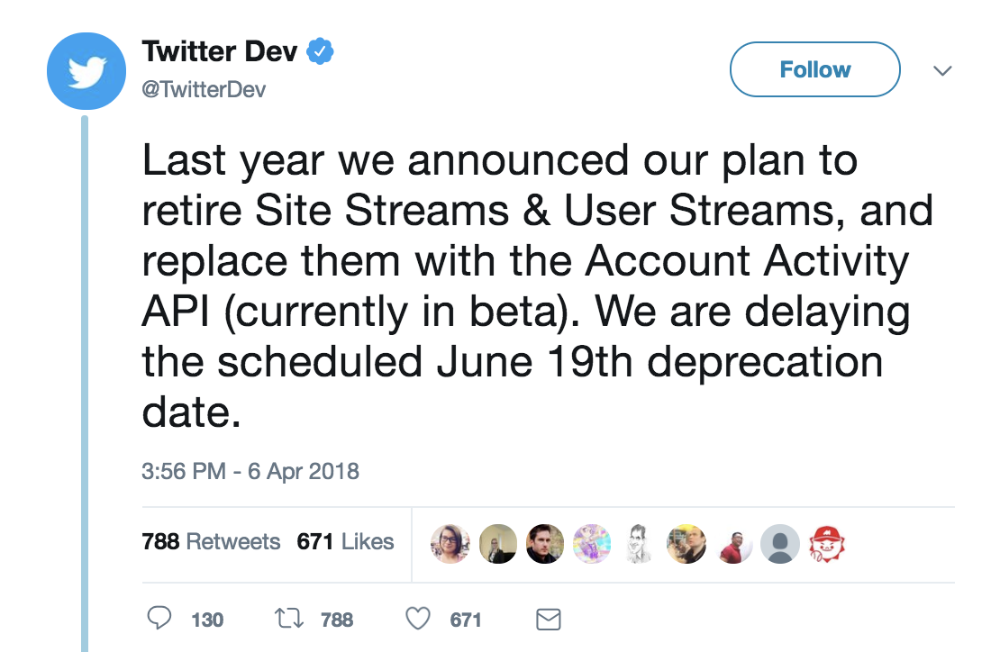 Twitter Dev
@TwitterDev
Follow
Last year we announced our plan to
retire Site Streams & User Streams, and
replace them with the Account Activity
API (currently in beta). We are delaying
the scheduled June 19th deprecation
date.
3:56 PM - 6 Apr 2018
788 Retweets 671 Likes
130 788 671